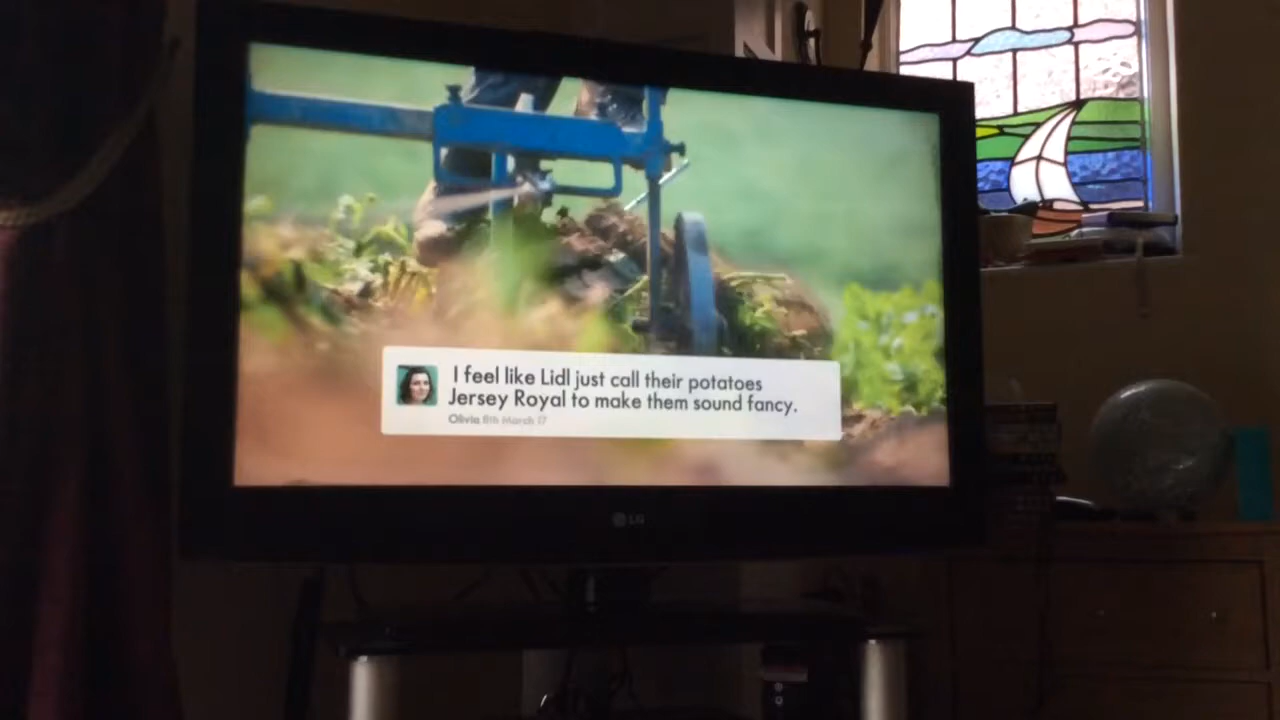 I feel like Lidl just call their potatoes
Jersey Royal to make them sound fancy.
Olivia 8th March 17
LG